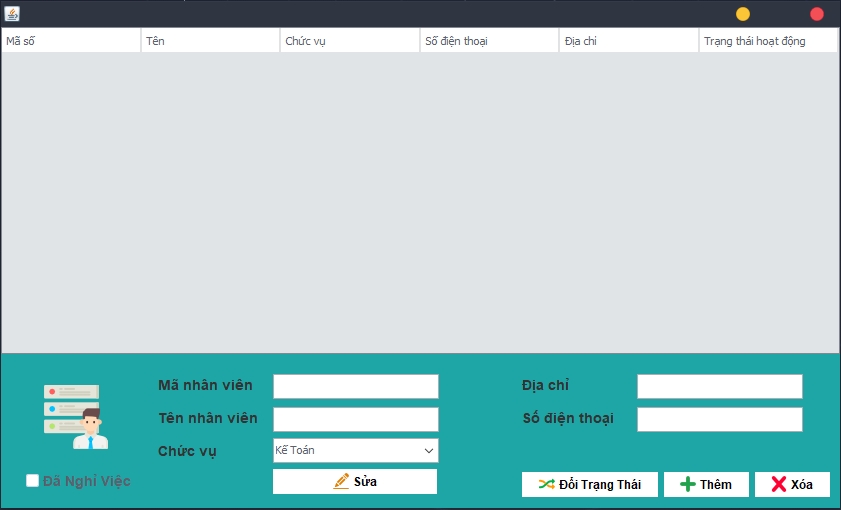 Mã số Tên Chức vụ Số điện thoại Địa chỉ Trạng thái hoạt động
Mã nhân viên
Địa chỉ
Tên nhân viên
Số điện thoại
Chức vụ Kế Toán
Đã Nghỉ Việc
Sửa
Đổi Trạng Thái
Thêm
Xóa